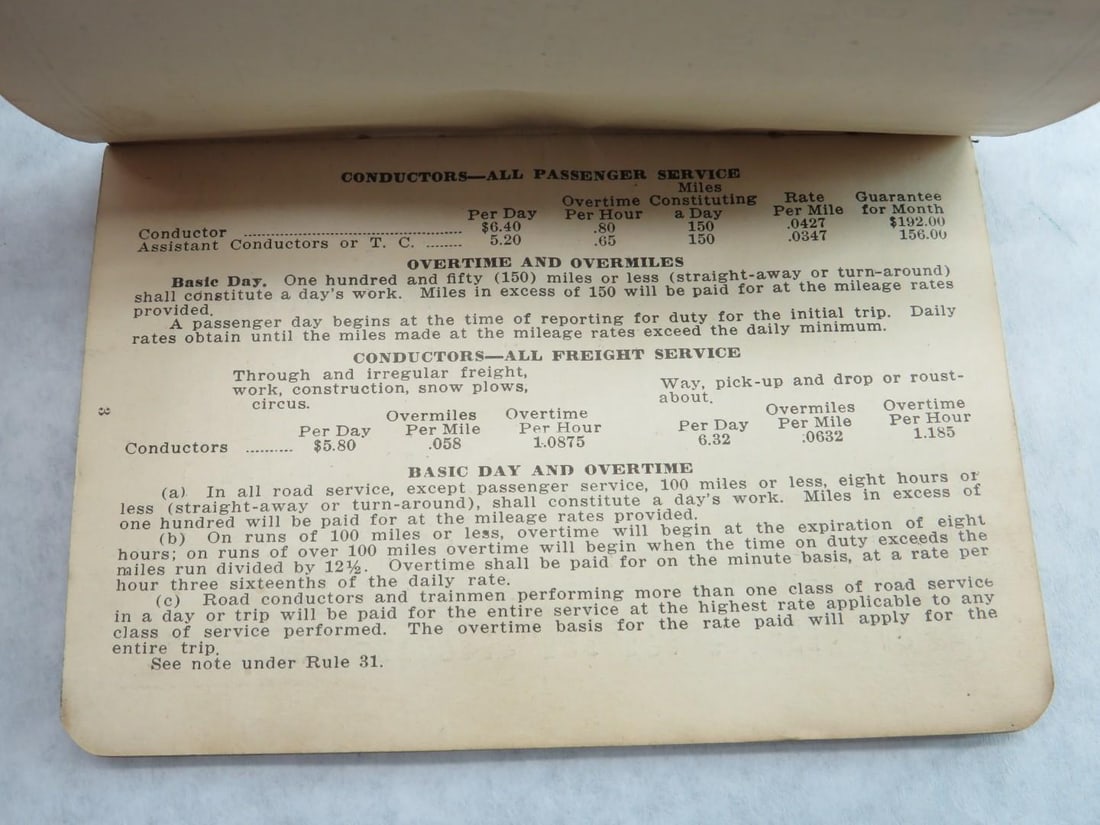 CONDUCTORS—ALL PASSENGER SERVICE
Miles
Overtime Constituting Rate Guarantee
Per Day Per Hour a Day Per Mile for Month
Conductor .......... $6.40 .80 150 .0427 $192.00
Assistant Conductors or T. C. ........ 5.20 .65 150 .0347 156.00
OVERTIME AND OVERMILES
Basic Day. One hundred and fifty (150) miles or less (straight-away or turn-around)
shall constitute a day's work. Miles in excess of 150 will be paid for at the mileage rates
provided.
A passenger day begins at the time of reporting for duty for the initial trip. Daily
rates obtain until the miles made at the mileage rates exceed the daily minimum.
CONDUCTORS—ALL FREIGHT SERVICE
Through and irregular freight,
work, construction, snow plows,
circus.
Way, pick-up and drop or roust-
about.
Overmiles Overtime Overmiles Overtime
Per Day Per Mile Per Hour Per Day Per Mile Per Hour
Conductors .......... $5.80 .058 1.0875 6.32 .0632 1.185
BASIC DAY AND OVERTIME
(a) In all road service, except passenger service, 100 miles or less, eight hours or
less (straight-away or turn-around), shall constitute a day's work. Miles in excess of
one hundred will be paid for at the mileage rates provided.
(b) On runs of 100 miles or less, overtime will begin at the expiration of eight
hours; on runs of over 100 miles overtime will begin when the time on duty exceeds the
miles run divided by 12½. Overtime shall be paid for on the minute basis, at a rate per
hour three sixteenths of the daily rate.
(c) Road conductors and trainmen performing more than one class of road service
in a day or trip will be paid for the entire service at the highest rate applicable to any
class of service performed. The overtime basis for the rate paid will apply for the
entire trip.
See note under Rule 31.
3